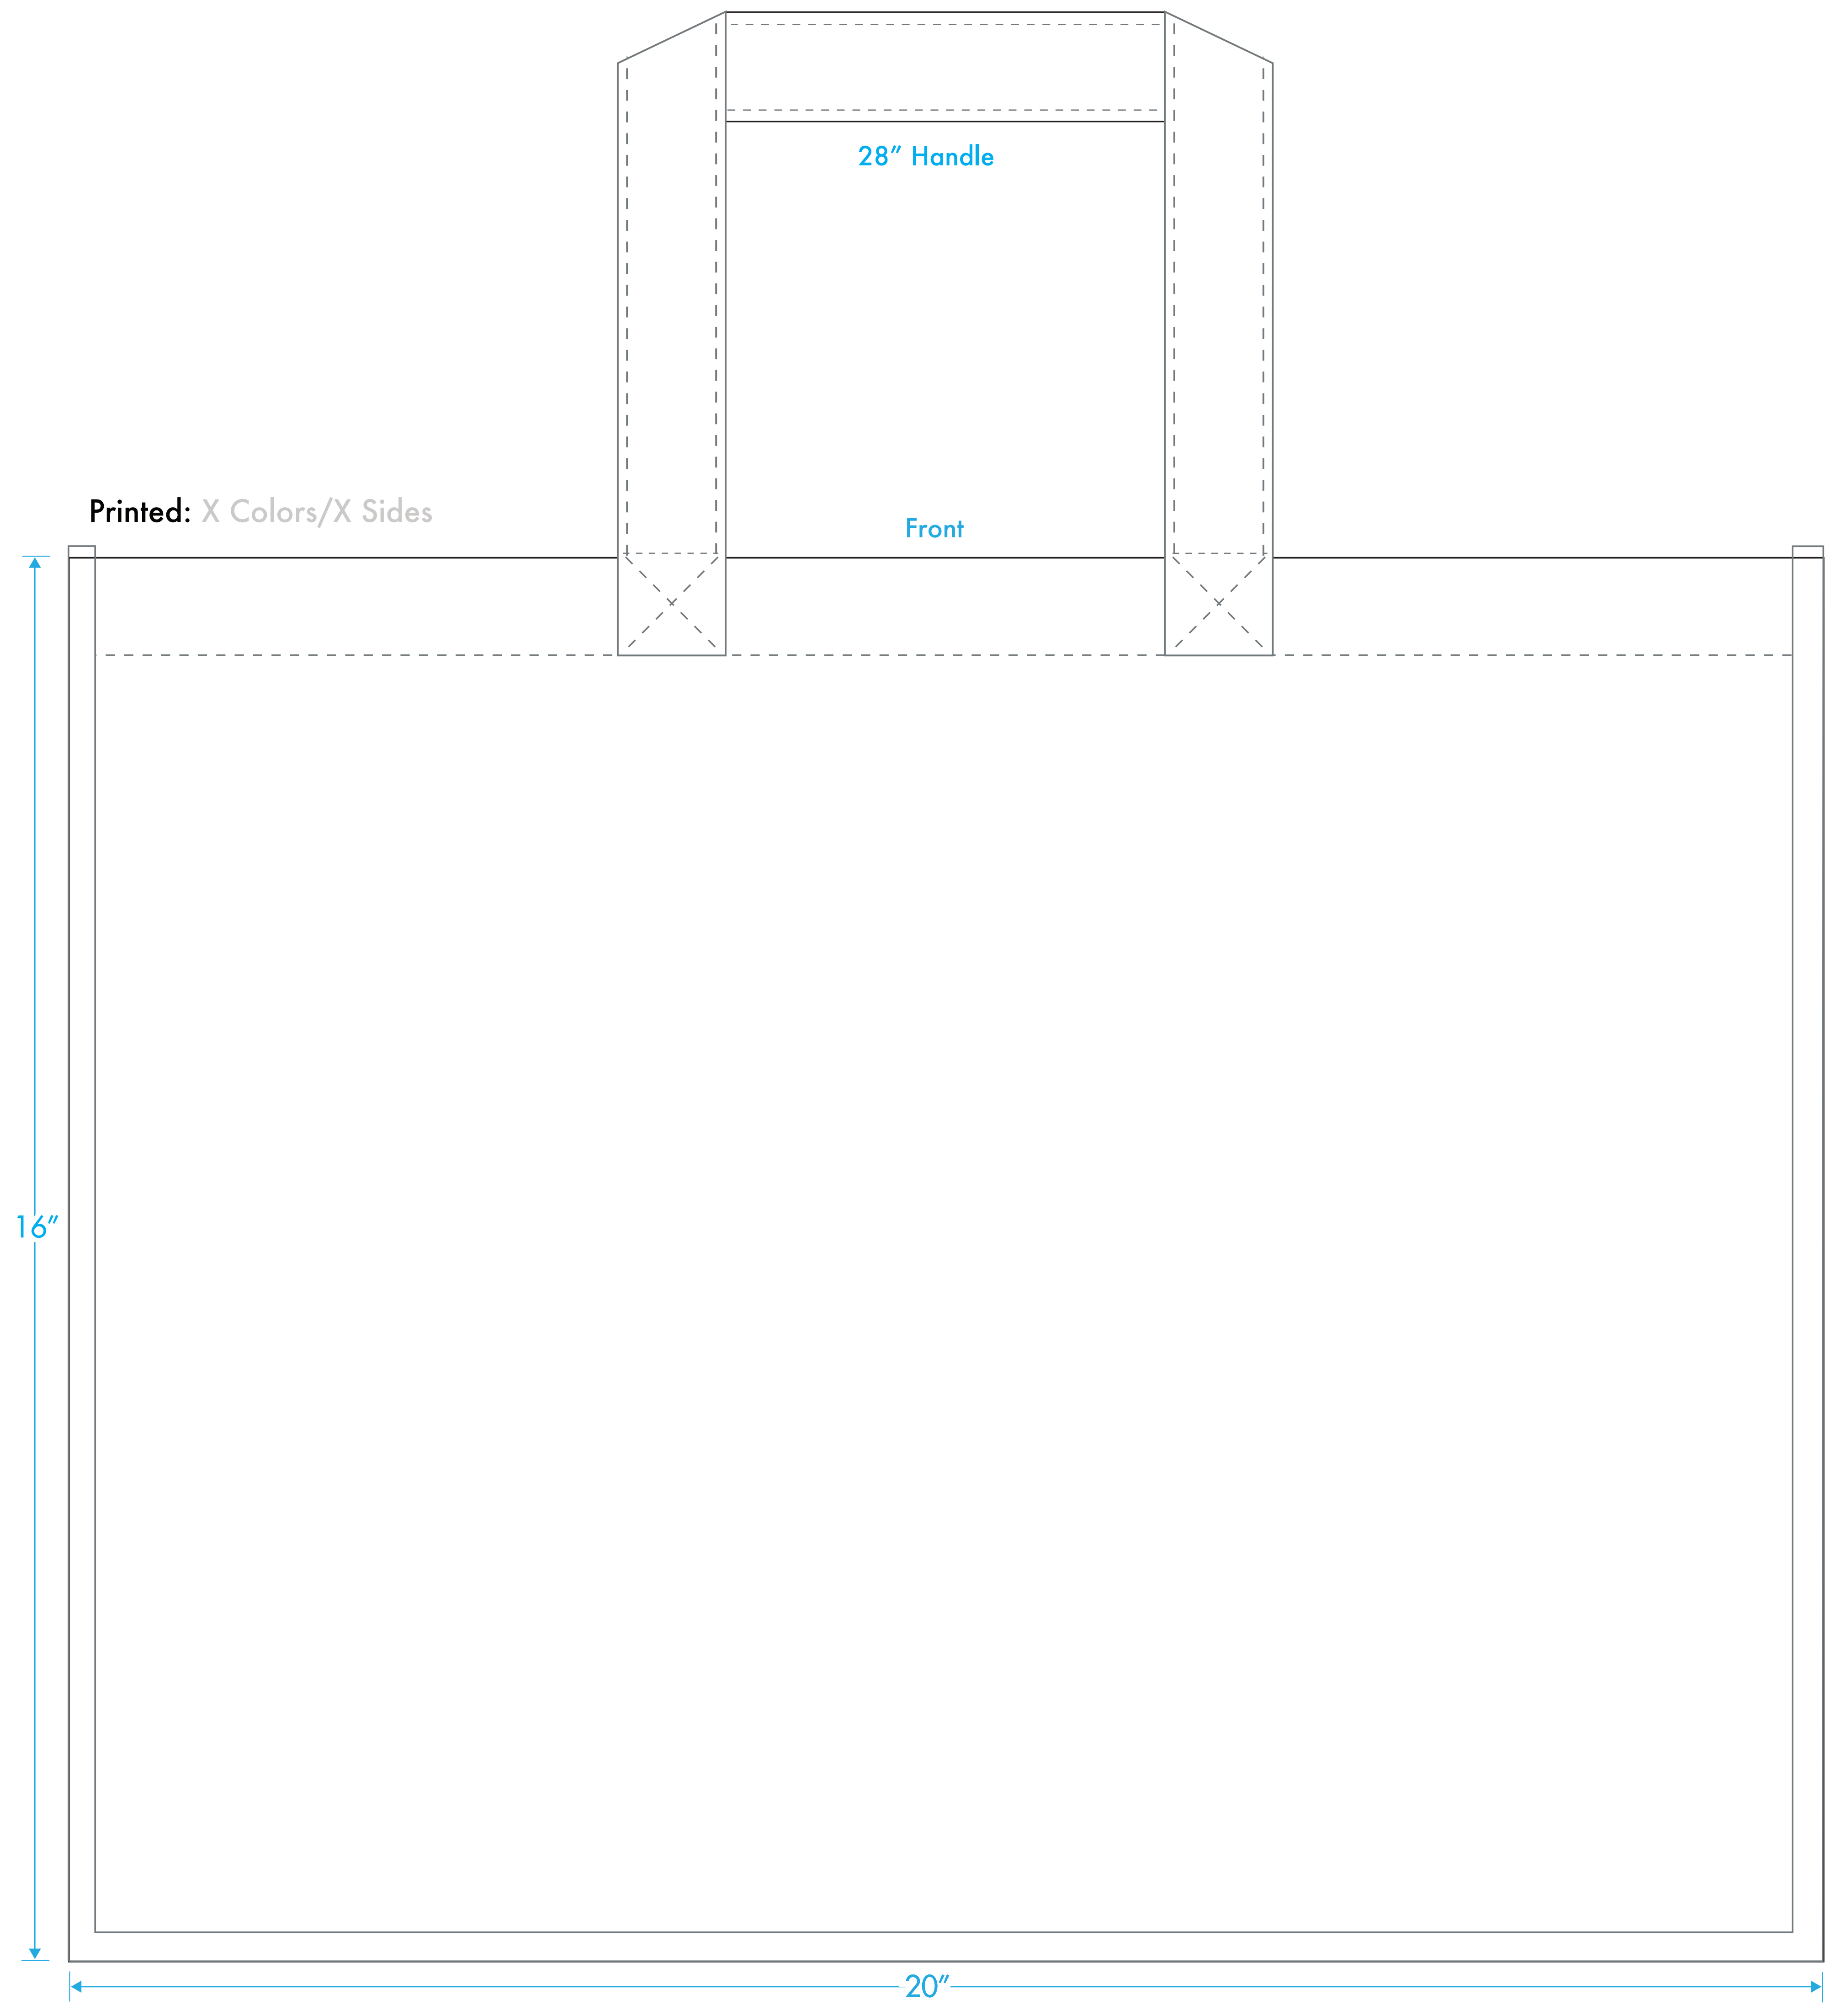 28″ Handle
Printed: X Colors/X Sides
Front
16″
20″